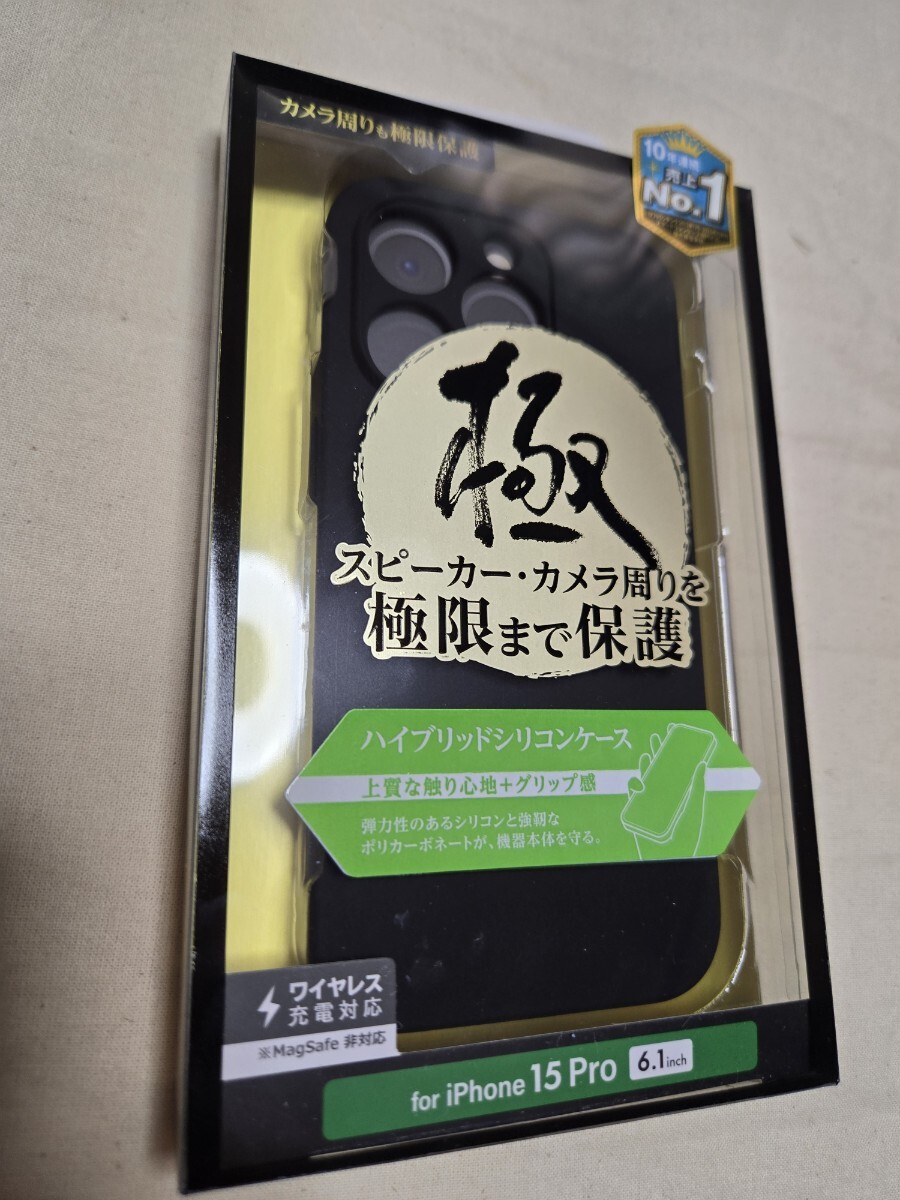 カメラ周りも極限保護
10年連続
売上
No.1
極
スピーカー・カメラ周りを
極限まで保護
ハイブリッドシリコンケース
上質な触り心地+グリップ感
弾力性のあるシリコンと強靭な
ポリカーボネートが、機器本体を守る。
ワイヤレス
充電対応
※MagSafe 非対応
for iPhone 15 Pro 6.1inch